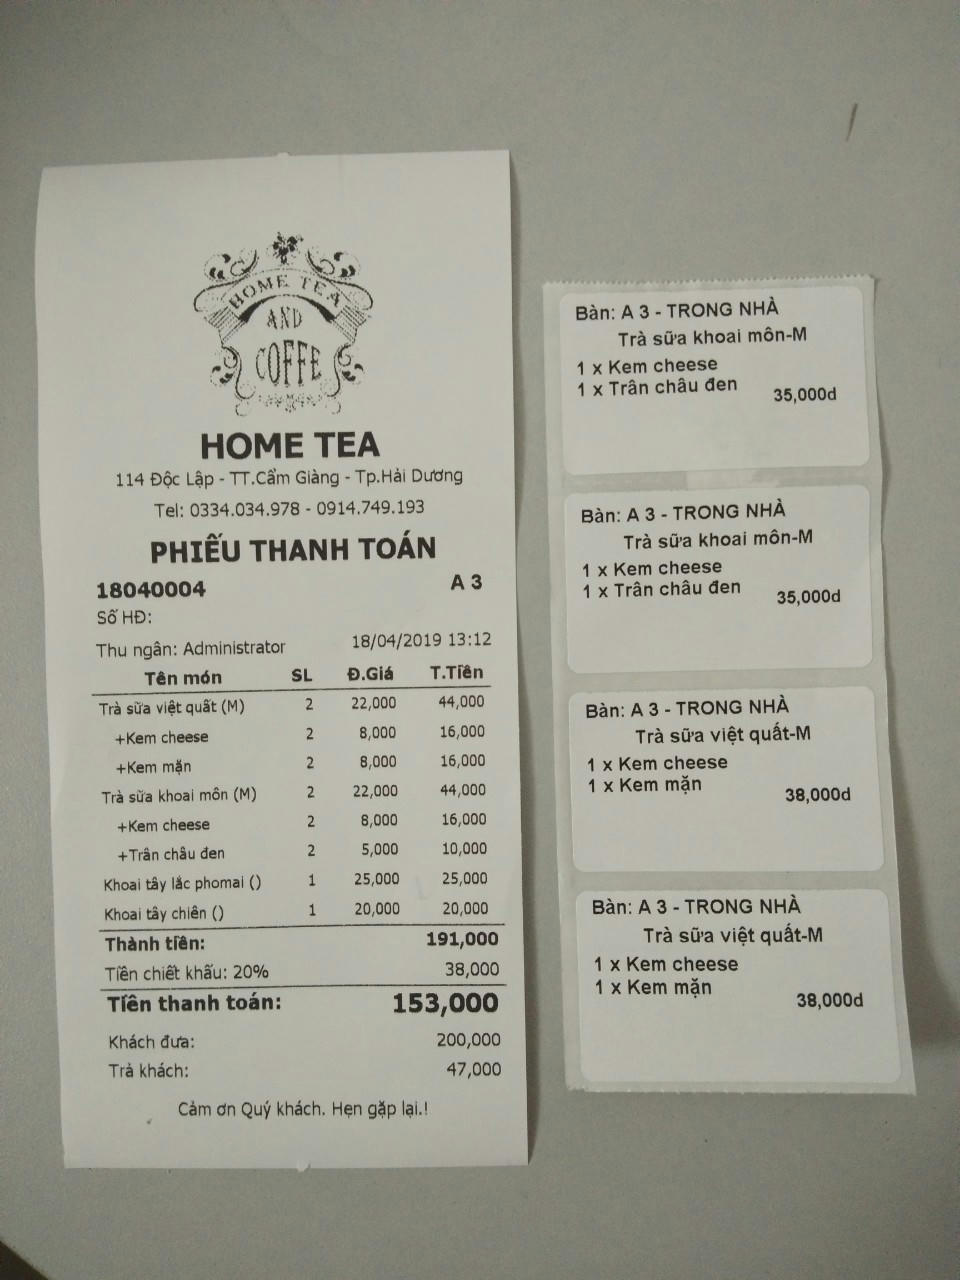 HOME TEA
AND
COFFE
HOME TEA
114 Độc Lập - TT.Cẩm Giàng - Tp.Hải Dương
Tel: 0334.034.978 - 0914.749.193
PHIẾU THANH TOÁN
18040004 A 3
Số HĐ:
Thu ngân: Administrator 18/04/2019 13:12
Tên món SL Đ.Giá T.Tiền
Trà sữa việt quất (M) 2 22,000 44,000
+Kem cheese 2 8,000 16,000
+Kem mặn 2 8,000 16,000
Trà sữa khoai môn (M) 2 22,000 44,000
+Kem cheese 2 8,000 16,000
+Trân châu đen 2 5,000 10,000
Khoai tây lắc phomai () 1 25,000 25,000
Khoai tây chiên () 1 20,000 20,000
Thành tiền: 191,000
Tiền chiết khấu: 20% 38,000
Tiền thanh toán: 153,000
Khách đưa: 200,000
Trả khách: 47,000
Cảm ơn Quý khách. Hẹn gặp lại.!
Bàn: A 3 - TRONG NHÀ
Trà sữa khoai môn-M
1 x Kem cheese
1 x Trân châu đen 35,000d
Bàn: A 3 - TRONG NHÀ
Trà sữa khoai môn-M
1 x Kem cheese
1 x Trân châu đen 35,000d
Bàn: A 3 - TRONG NHÀ
Trà sữa việt quất-M
1 x Kem cheese
1 x Kem mặn 38,000d
Bàn: A 3 - TRONG NHÀ
Trà sữa việt quất-M
1 x Kem cheese
1 x Kem mặn 38,000d